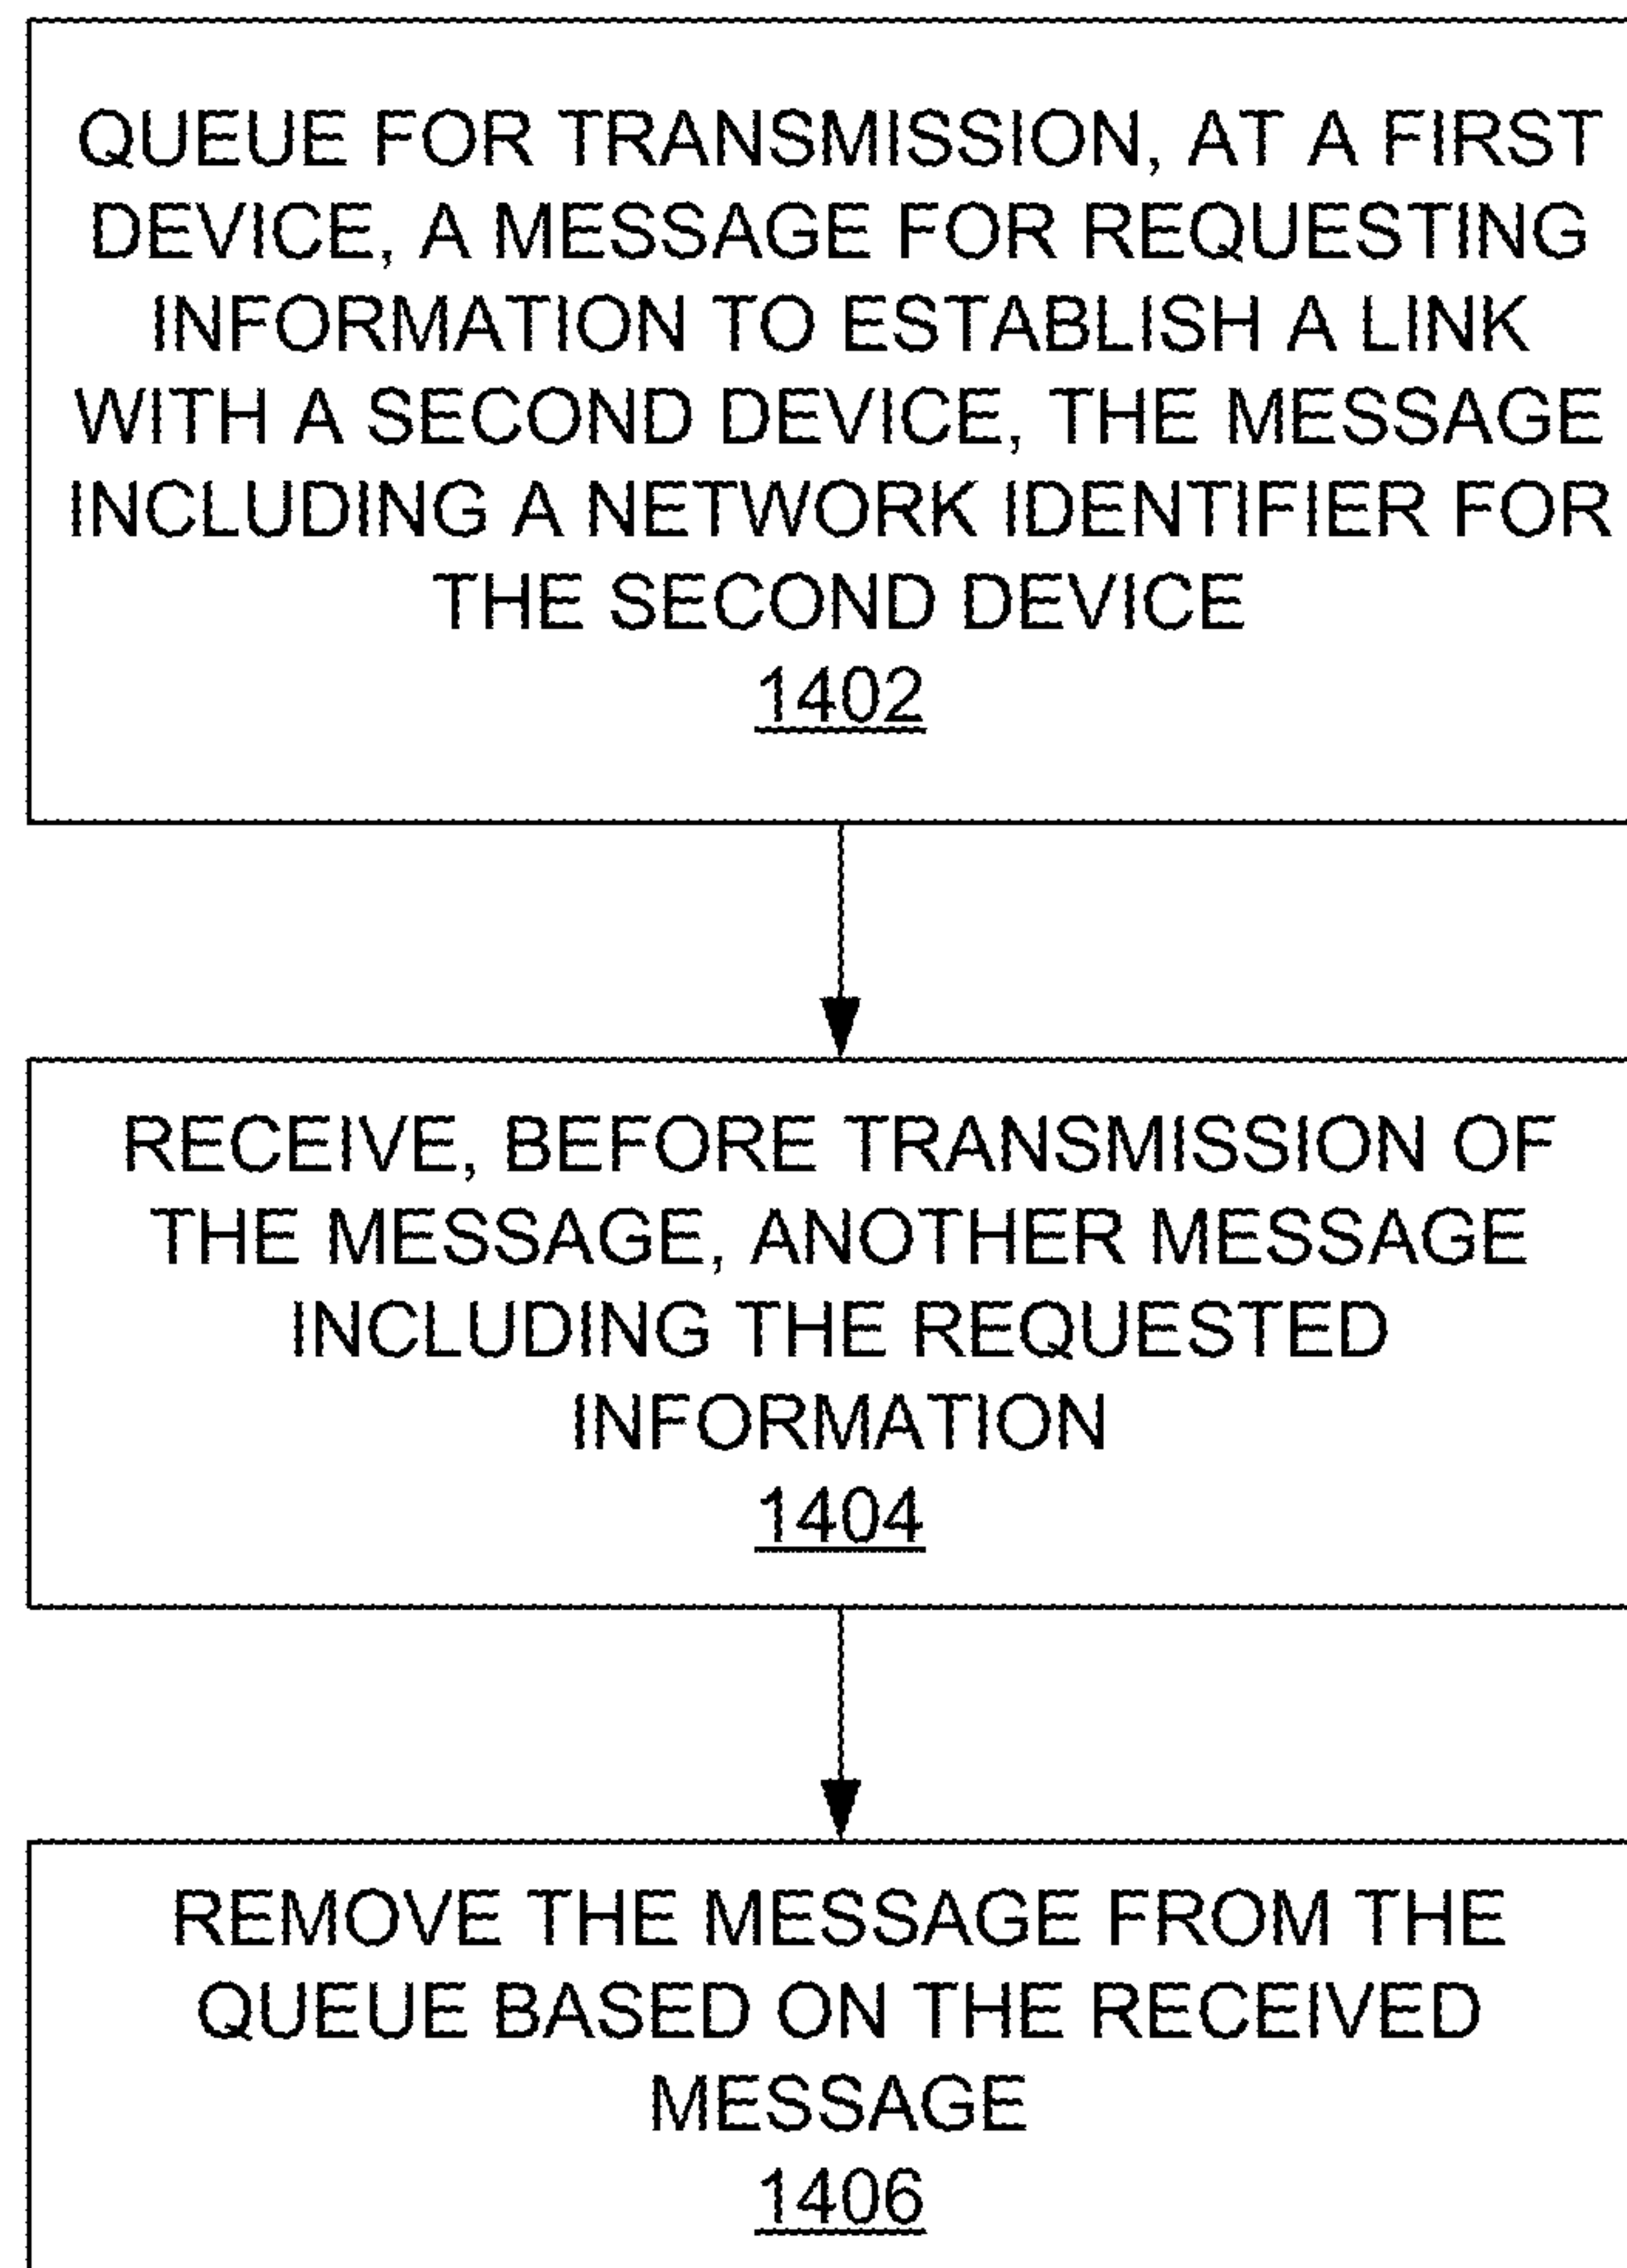 QUEUE FOR TRANSMISSION, AT A FIRST
DEVICE, A MESSAGE FOR REQUESTING
INFORMATION TO ESTABLISH A LINK
WITH A SECOND DEVICE, THE MESSAGE
INCLUDING A NETWORK IDENTIFIER FOR
THE SECOND DEVICE
1402
RECEIVE, BEFORE TRANSMISSION OF
THE MESSAGE, ANOTHER MESSAGE
INCLUDING THE REQUESTED
INFORMATION
1404
REMOVE THE MESSAGE FROM THE
QUEUE BASED ON THE RECEIVED
MESSAGE
1406